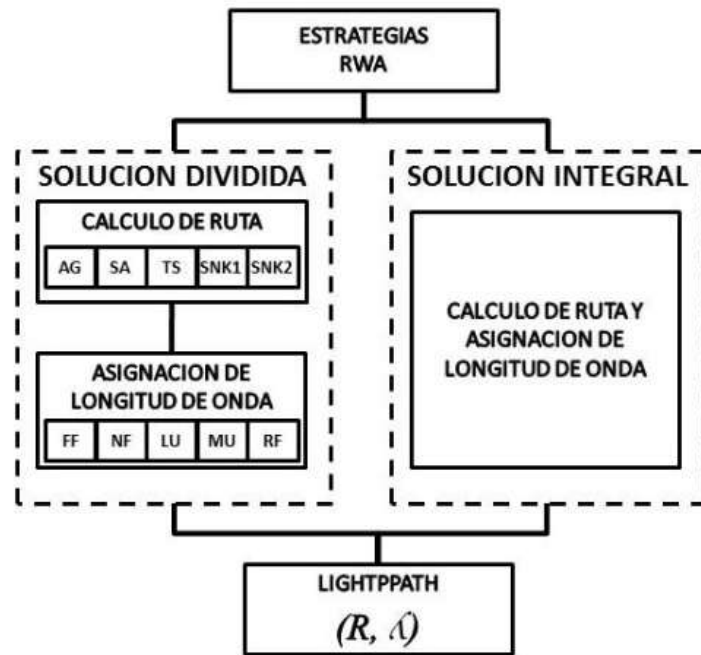 ESTRATEGIAS
RWA
SOLUCION DIVIDIDA
CALCULO DE RUTA
AG SA TS SNK1 SNK2
ASIGNACION DE
LONGITUD DE ONDA
FF NF LU MU RF
SOLUCION INTEGRAL
CALCULO DE RUTA Y
ASIGNACION DE
LONGITUD DE ONDA
LIGHTPPATH
(R, λ)